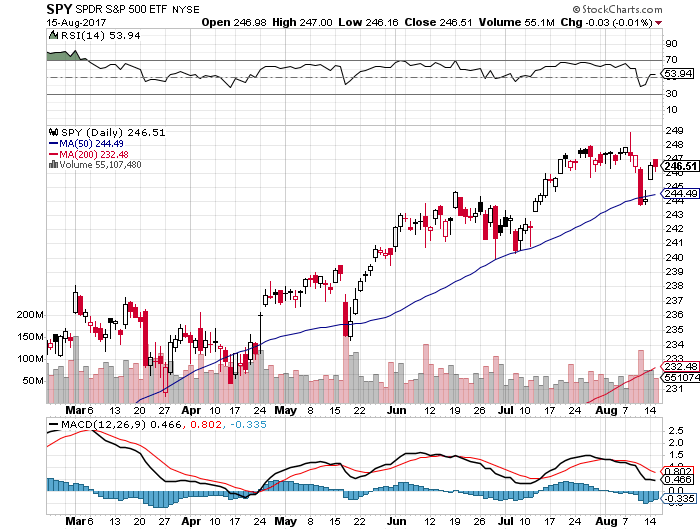 SPY SPDR S&P 500 ETF NYSE © StockCharts.com
15-Aug-2017 Open 246.98 High 247.00 Low 246.16 Close 246.51 Volume 55.1M Chg -0.03 (-0.01%)
RSI(14) 53.94
90
70
53.94
50
30
10
SPY (Daily) 246.51
MA(50) 244.49
MA(200) 232.48
Volume 55,107,480
249
248
247
246.51
246
245
244.49
244
243
242
241
240
239
238
237
236
235
234
233
232.48
551074
231
200M
150M
100M
50M
Mar 6 13 20 27 Apr 10 17 24 May 8 15 22 Jun 12 19 26 Jul 10 17 24 Aug 7 14
MACD(12,26,9) 0.466, 0.802, -0.335
2.5
2.0
1.5
1.0
0.802
0.466
0.0
-0.335
Mar 6 13 20 27 Apr 10 17 24 May 8 15 22 Jun 12 19 26 Jul 10 17 24 Aug 7 14